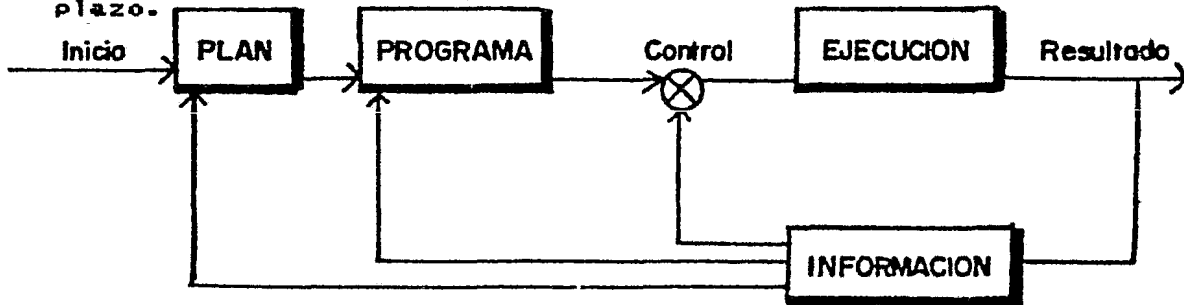 plazo.
Inicio PLAN PROGRAMA Control EJECUCION Resultado
INFORMACION